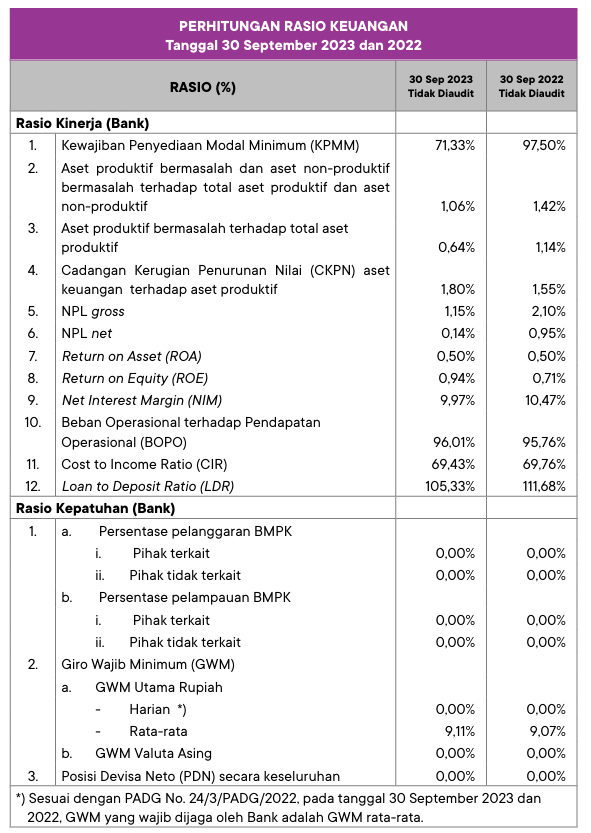 PERHITUNGAN RASIO KEUANGAN
Tanggal 30 September 2023 dan 2022
RASIO (%) 30 Sep 2023 Tidak Diaudit 30 Sep 2022 Tidak Diaudit
Rasio Kinerja (Bank)
1. Kewajiban Penyediaan Modal Minimum (KPMM) 71,33% 97,50%
2. Aset produktif bermasalah dan aset non-produktif
bermasalah terhadap total aset produktif dan aset
non-produktif 1,06% 1,42%
3. Aset produktif bermasalah terhadap total aset
produktif 0,64% 1,14%
4. Cadangan Kerugian Penurunan Nilai (CKPN) aset
keuangan terhadap aset produktif 1,80% 1,55%
5. NPL gross 1,15% 2,10%
6. NPL net 0,14% 0,95%
7. Return on Asset (ROA) 0,50% 0,50%
8. Return on Equity (ROE) 0,94% 0,71%
9. Net Interest Margin (NIM) 9,97% 10,47%
10. Beban Operasional terhadap Pendapatan
Operasional (BOPO) 96,01% 95,76%
11. Cost to Income Ratio (CIR) 69,43% 69,76%
12. Loan to Deposit Ratio (LDR) 105,33% 111,68%
Rasio Kepatuhan (Bank)
1. a. Persentase pelanggaran BMPK
i. Pihak terkait 0,00% 0,00%
ii. Pihak tidak terkait 0,00% 0,00%
b. Persentase pelampauan BMPK
i. Pihak terkait 0,00% 0,00%
ii. Pihak tidak terkait 0,00% 0,00%
2. Giro Wajib Minimum (GWM)
a. GWM Utama Rupiah
- Harian *) 0,00% 0,00%
- Rata-rata 9,11% 9,07%
b. GWM Valuta Asing 0,00% 0,00%
3. Posisi Devisa Neto (PDN) secara keseluruhan 0,00% 0,00%
*) Sesuai dengan PADG No. 24/3/PADG/2022, pada tanggal 30 September 2023 dan
2022, GWM yang wajib dijaga oleh Bank adalah GWM rata-rata.